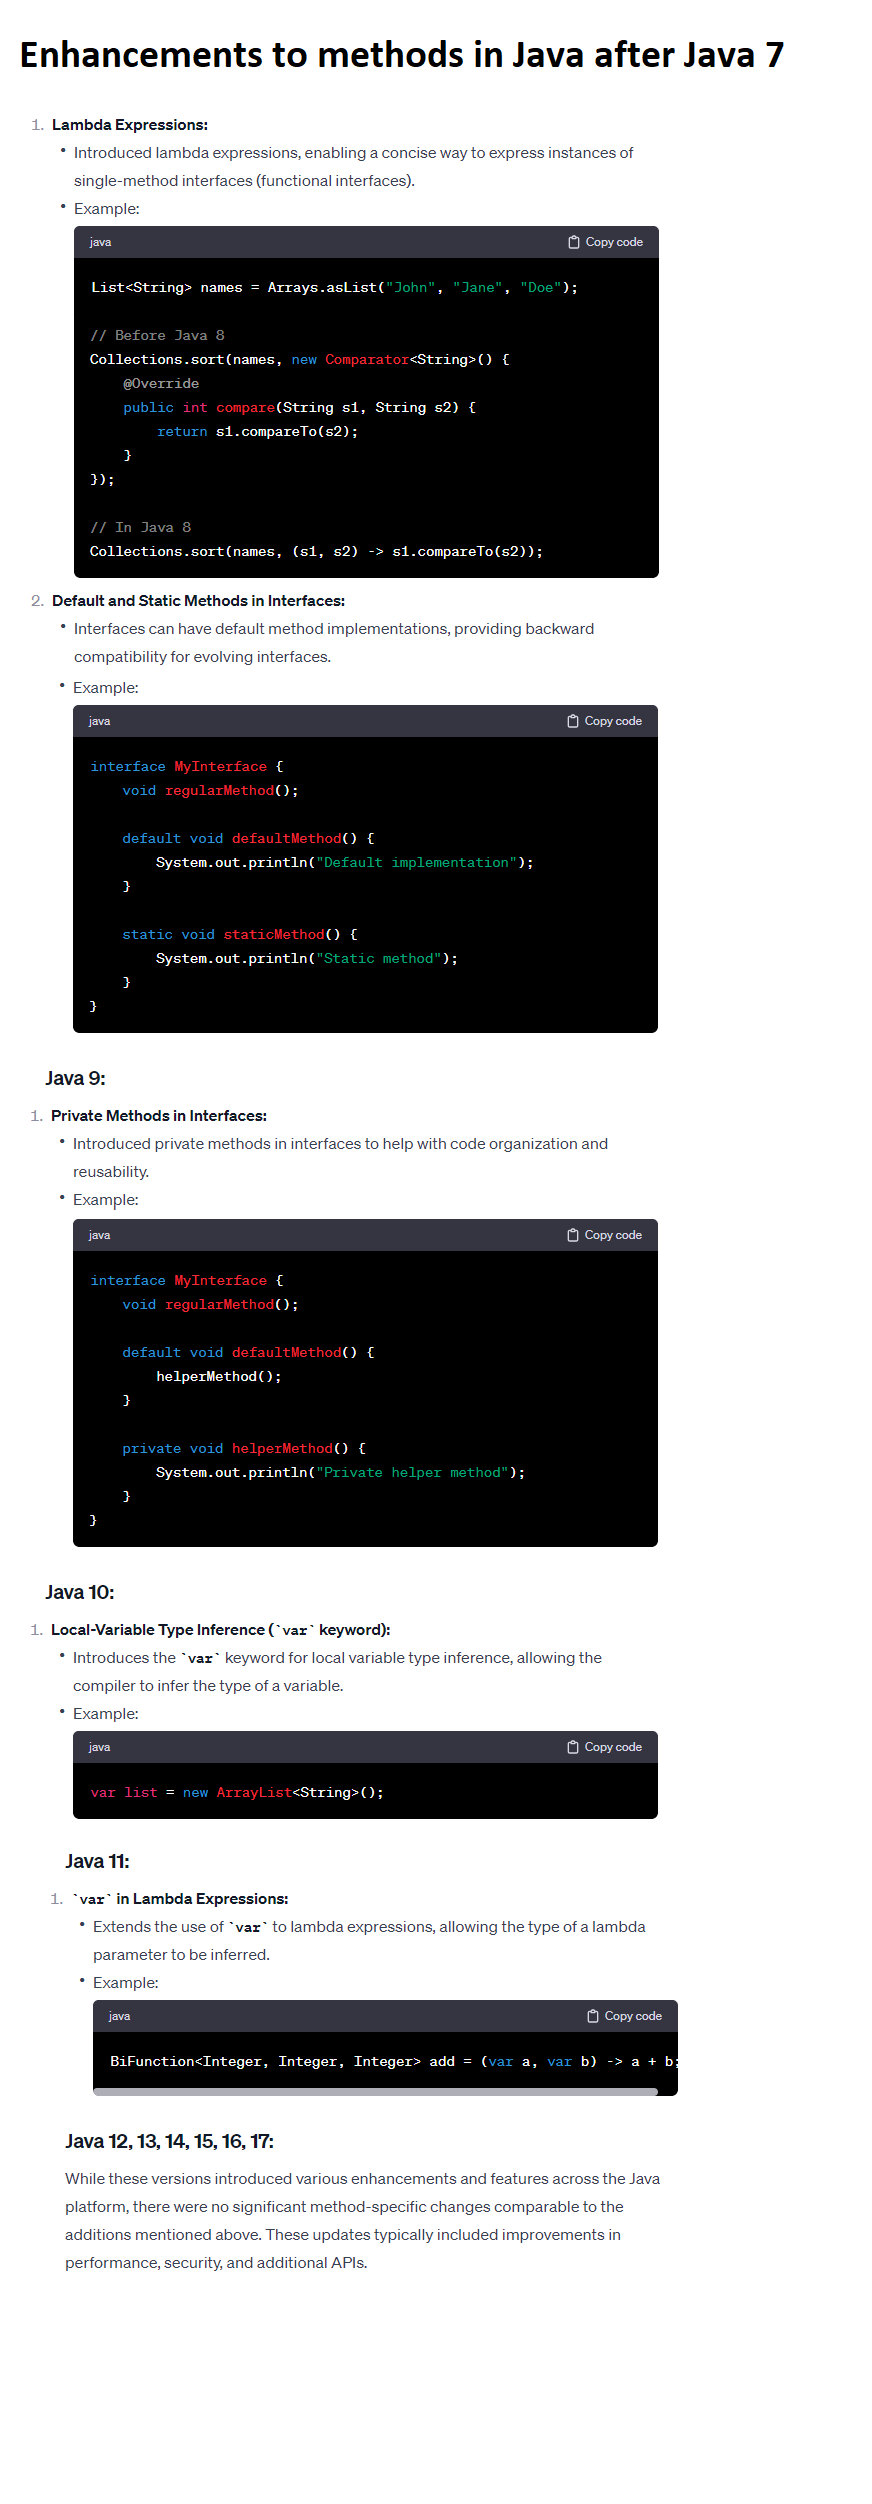 Enhancements to methods in Java after Java 7
1. Lambda Expressions:
• Introduced lambda expressions, enabling a concise way to express instances of
single-method interfaces (functional interfaces).
• Example:
java Copy code
List<String> names = Arrays.asList("John", "Jane", "Doe");
// Before Java 8
Collections.sort(names, new Comparator<String>() {
@Override
public int compare(String s1, String s2) {
return s1.compareTo(s2);
}
});
// In Java 8
Collections.sort(names, (s1, s2) -> s1.compareTo(s2));
2. Default and Static Methods in Interfaces:
• Interfaces can have default method implementations, providing backward
compatibility for evolving interfaces.
• Example:
java Copy code
interface MyInterface {
void regularMethod();
default void defaultMethod() {
System.out.println("Default implementation");
}
static void staticMethod() {
System.out.println("Static method");
}
}
Java 9:
1. Private Methods in Interfaces:
• Introduced private methods in interfaces to help with code organization and
reusability.
• Example:
java Copy code
interface MyInterface {
void regularMethod();
default void defaultMethod() {
helperMethod();
}
private void helperMethod() {
System.out.println("Private helper method");
}
}
Java 10:
1. Local-Variable Type Inference (`var` keyword):
• Introduces the `var` keyword for local variable type inference, allowing the
compiler to infer the type of a variable.
• Example:
java Copy code
var list = new ArrayList<String>();
Java 11:
1. `var` in Lambda Expressions:
• Extends the use of `var` to lambda expressions, allowing the type of a lambda
parameter to be inferred.
• Example:
java Copy code
BiFunction<Integer, Integer, Integer> add = (var a, var b) -> a + b;
Java 12, 13, 14, 15, 16, 17:
While these versions introduced various enhancements and features across the Java
platform, there were no significant method-specific changes comparable to the
additions mentioned above. These updates typically included improvements in
performance, security, and additional APIs.